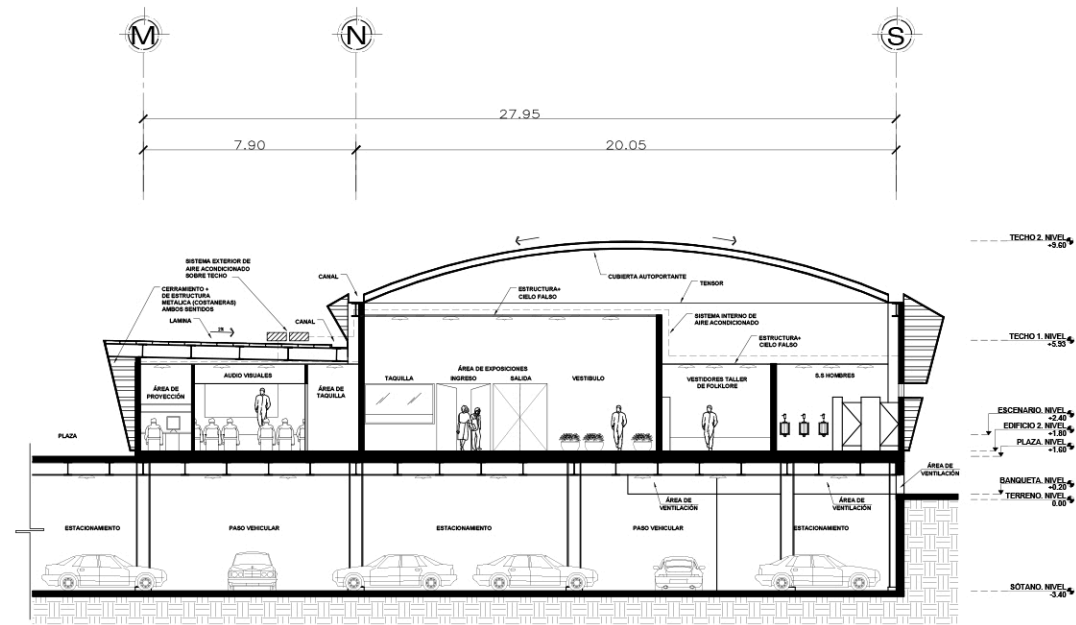 M
N
S
27.95
7.90
20.05
TECHO 2. NIVEL
+9.60
SISTEMA EXTERIOR DE
AIRE ACONDICIONADO
SOBRE TECHO
CANAL
CUBIERTA AUTOPORTANTE
TENSOR
CERRAMIENTO +
DE ESTRUCTURA
METALICA (COSTANERAS)
AMBOS SENTIDOS
ESTRUCTURA+
CIELO FALSO
LAMINA
CANAL
SISTEMA INTERNO DE
AIRE ACONDICIONADO
ESTRUCTURA+
CIELO FALSO
TECHO 1. NIVEL
+5.93
ÁREA DE
PROYECCIÓN
AUDIO VISUALES
ÁREA DE
TAQUILLA
TAQUILLA
ÁREA DE EXPOSICIONES
INGRESO
SALIDA
VESTIBULO
VESTIDORES TALLER
DE FOLKLORE
S.S HOMBRES
ESCENARIO. NIVEL
+2.40
EDIFICIO 2. NIVEL
+1.80
PLAZA. NIVEL
+1.60
PLAZA
ÁREA DE
VENTILACIÓN
BANQUETA. NIVEL
+0.20
TERRENO. NIVEL
0.00
ÁREA DE
VENTILACIÓN
ÁREA DE
VENTILACIÓN
ESTACIONAMIENTO
PASO VEHICULAR
ESTACIONAMIENTO
PASO VEHICULAR
ESTACIONAMIENTO
SÓTANO. NIVEL
-3.40